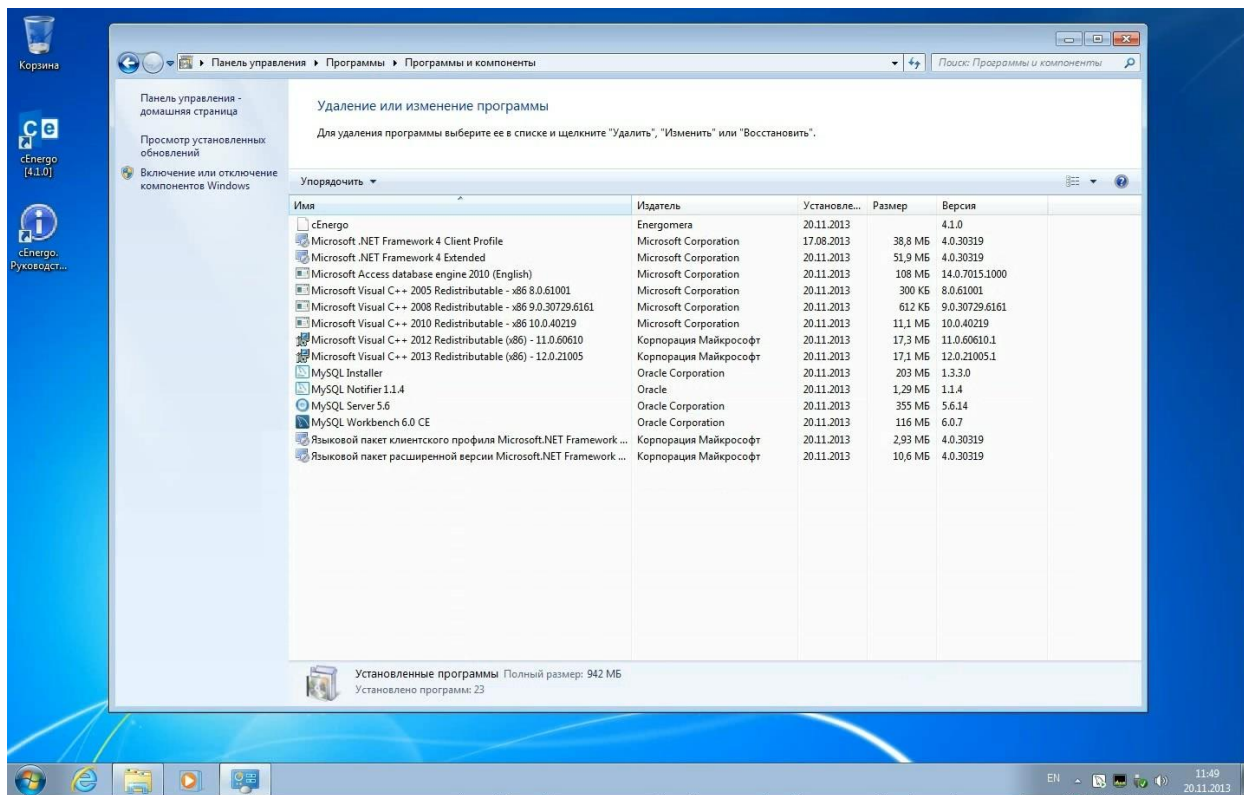 Корзина
cEnergo
[4.1.0]
cEnergo.
Руководст...
Панель управления ▸ Программы ▸ Программы и компоненты
Поиск: Программы и компоненты
Панель управления -
домашняя страница
Просмотр установленных
обновлений
Включение или отключение
компонентов Windows
Удаление или изменение программы
Для удаления программы выберите ее в списке и щелкните "Удалить", "Изменить" или "Восстановить".
Упорядочить
Имя Издатель Установле... Размер Версия
cEnergo Energomera 20.11.2013 4.1.0
Microsoft .NET Framework 4 Client Profile Microsoft Corporation 17.08.2013 38,8 МБ 4.0.30319
Microsoft .NET Framework 4 Extended Microsoft Corporation 20.11.2013 51,9 МБ 4.0.30319
Microsoft Access database engine 2010 (English) Microsoft Corporation 20.11.2013 108 МБ 14.0.7015.1000
Microsoft Visual C++ 2005 Redistributable - x86 8.0.61001 Microsoft Corporation 20.11.2013 300 КБ 8.0.61001
Microsoft Visual C++ 2008 Redistributable - x86 9.0.30729.6161 Microsoft Corporation 20.11.2013 612 КБ 9.0.30729.6161
Microsoft Visual C++ 2010 Redistributable - x86 10.0.40219 Microsoft Corporation 20.11.2013 11,1 МБ 10.0.40219
Microsoft Visual C++ 2012 Redistributable (x86) - 11.0.60610 Корпорация Майкрософт 20.11.2013 17,3 МБ 11.0.60610.1
Microsoft Visual C++ 2013 Redistributable (x86) - 12.0.21005 Корпорация Майкрософт 20.11.2013 17,1 МБ 12.0.21005.1
MySQL Installer Oracle Corporation 20.11.2013 203 МБ 1.3.3.0
MySQL Notifier 1.1.4 Oracle 20.11.2013 1,29 МБ 1.1.4
MySQL Server 5.6 Oracle Corporation 20.11.2013 355 МБ 5.6.14
MySQL Workbench 6.0 CE Oracle Corporation 20.11.2013 116 МБ 6.0.7
Языковой пакет клиентского профиля Microsoft.NET Framework ... Корпорация Майкрософт 20.11.2013 2,93 МБ 4.0.30319
Языковой пакет расширенной версии Microsoft.NET Framework ... Корпорация Майкрософт 20.11.2013 10,6 МБ 4.0.30319
Установленные программы Полный размер: 942 МБ
Установлено программ: 23
EN
11:49
20.11.2013